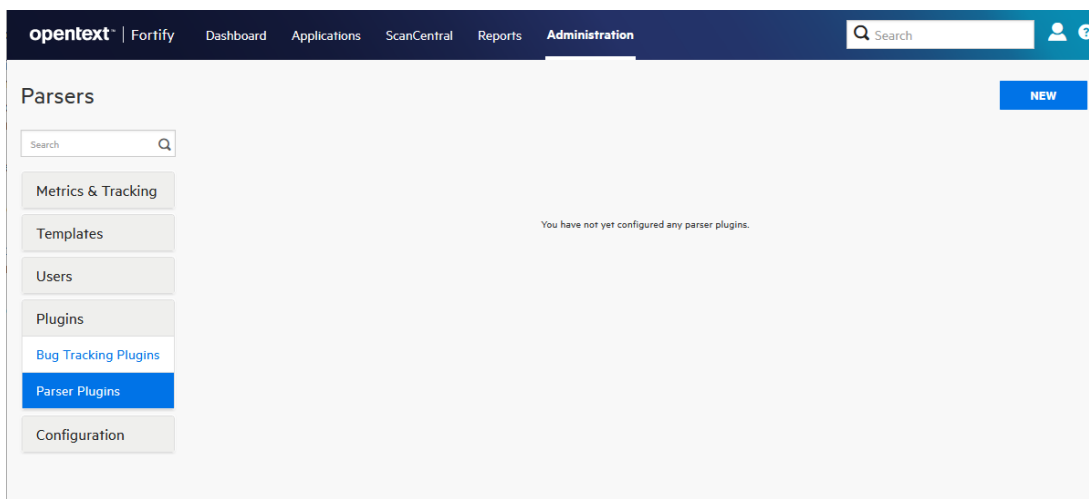 opentext™ | Fortify Dashboard Applications ScanCentral Reports Administration Search ?
Parsers NEW
Search
Metrics & Tracking
Templates
You have not yet configured any parser plugins.
Users
Plugins
Bug Tracking Plugins
Parser Plugins
Configuration